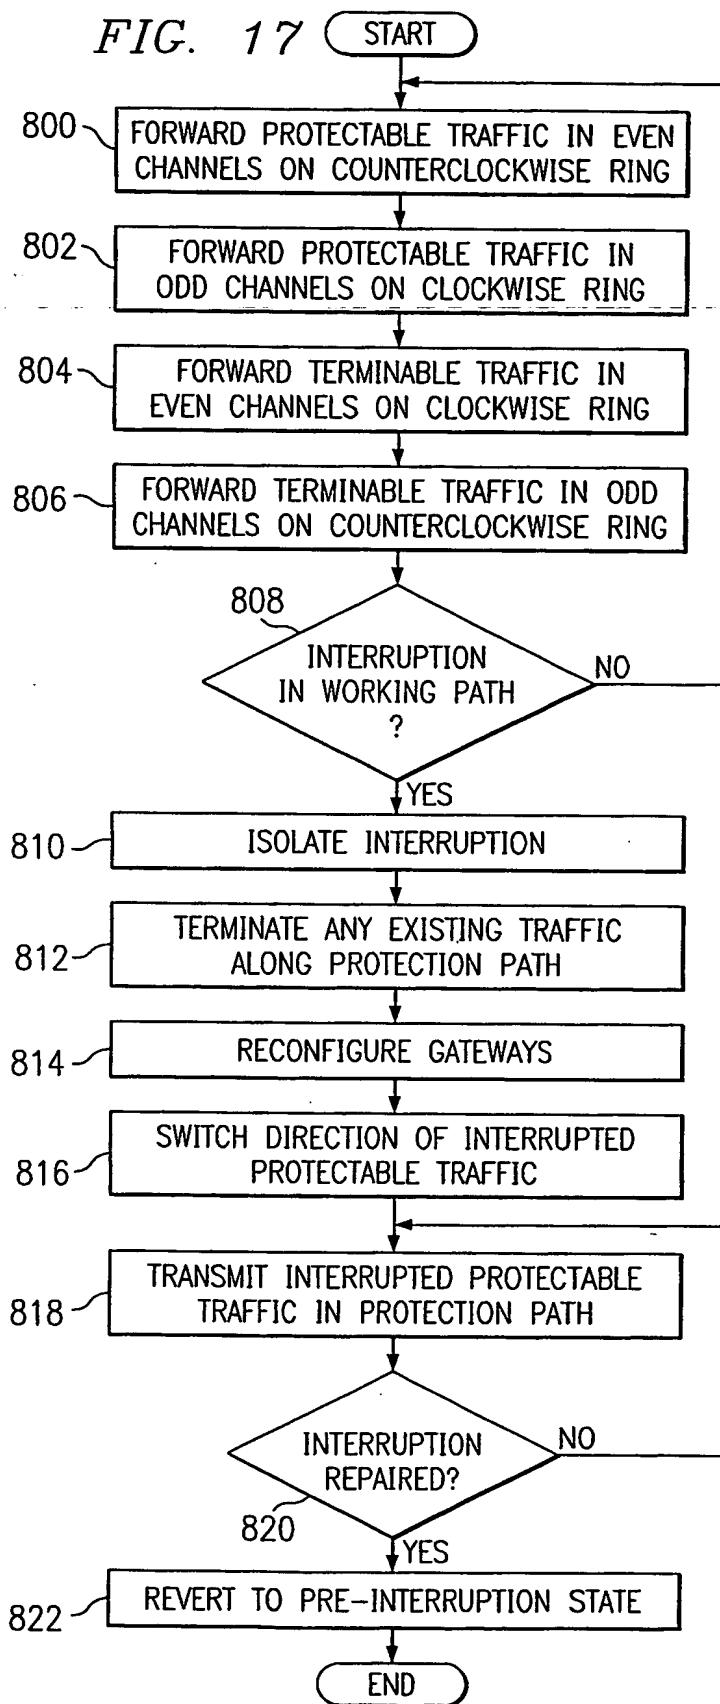 FIG. 17
START
800
FORWARD PROTECTABLE TRAFFIC IN EVEN
CHANNELS ON COUNTERCLOCKWISE RING
802
FORWARD PROTECTABLE TRAFFIC IN
ODD CHANNELS ON CLOCKWISE RING
804
FORWARD TERMINABLE TRAFFIC IN
EVEN CHANNELS ON CLOCKWISE RING
806
FORWARD TERMINABLE TRAFFIC IN ODD
CHANNELS ON COUNTERCLOCKWISE RING
808
INTERRUPTION
IN WORKING PATH
?
NO
YES
810
ISOLATE INTERRUPTION
812
TERMINATE ANY EXISTING TRAFFIC
ALONG PROTECTION PATH
814
RECONFIGURE GATEWAYS
816
SWITCH DIRECTION OF INTERRUPTED
PROTECTABLE TRAFFIC
818
TRANSMIT INTERRUPTED PROTECTABLE
TRAFFIC IN PROTECTION PATH
INTERRUPTION
REPAIRED?
NO
820
YES
822
REVERT TO PRE-INTERRUPTION STATE
END